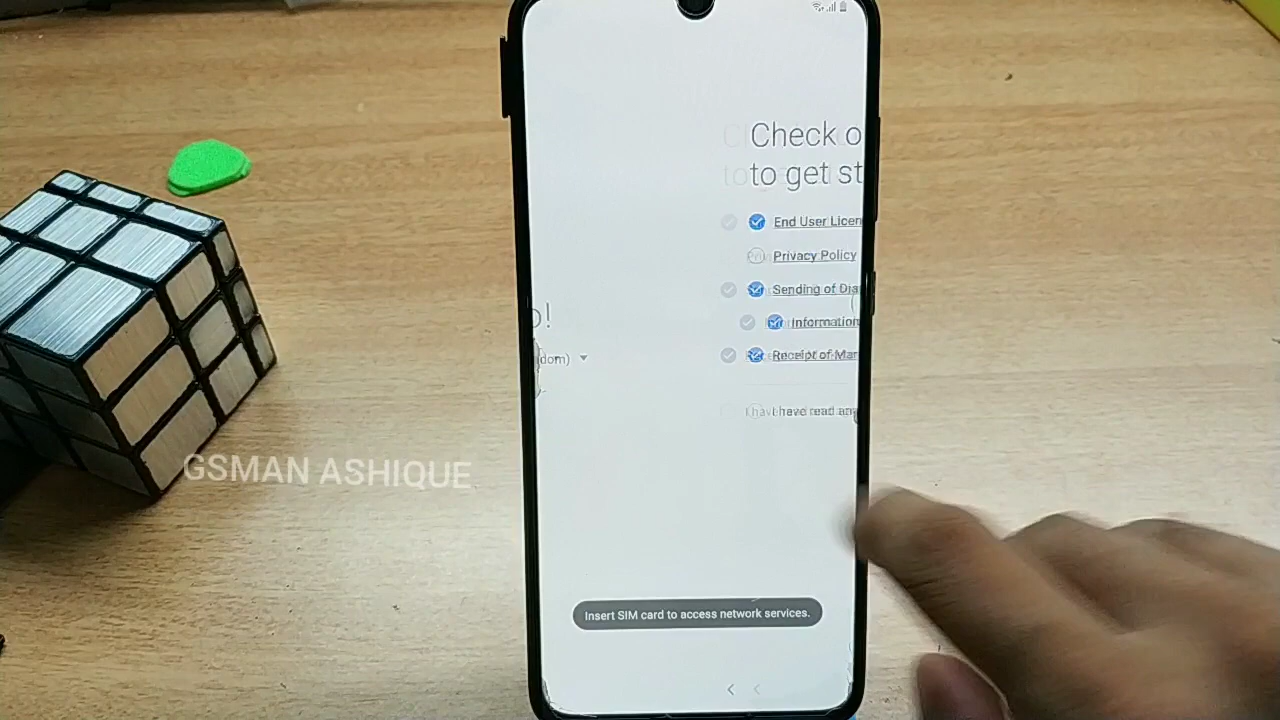 Check o
to get st
End User Licen
Privacy Policy
Sending of Dia
Information
Receipt of Mar
I have read an
o!
dom)
GSMAN ASHIQUE
Insert SIM card to access network services.